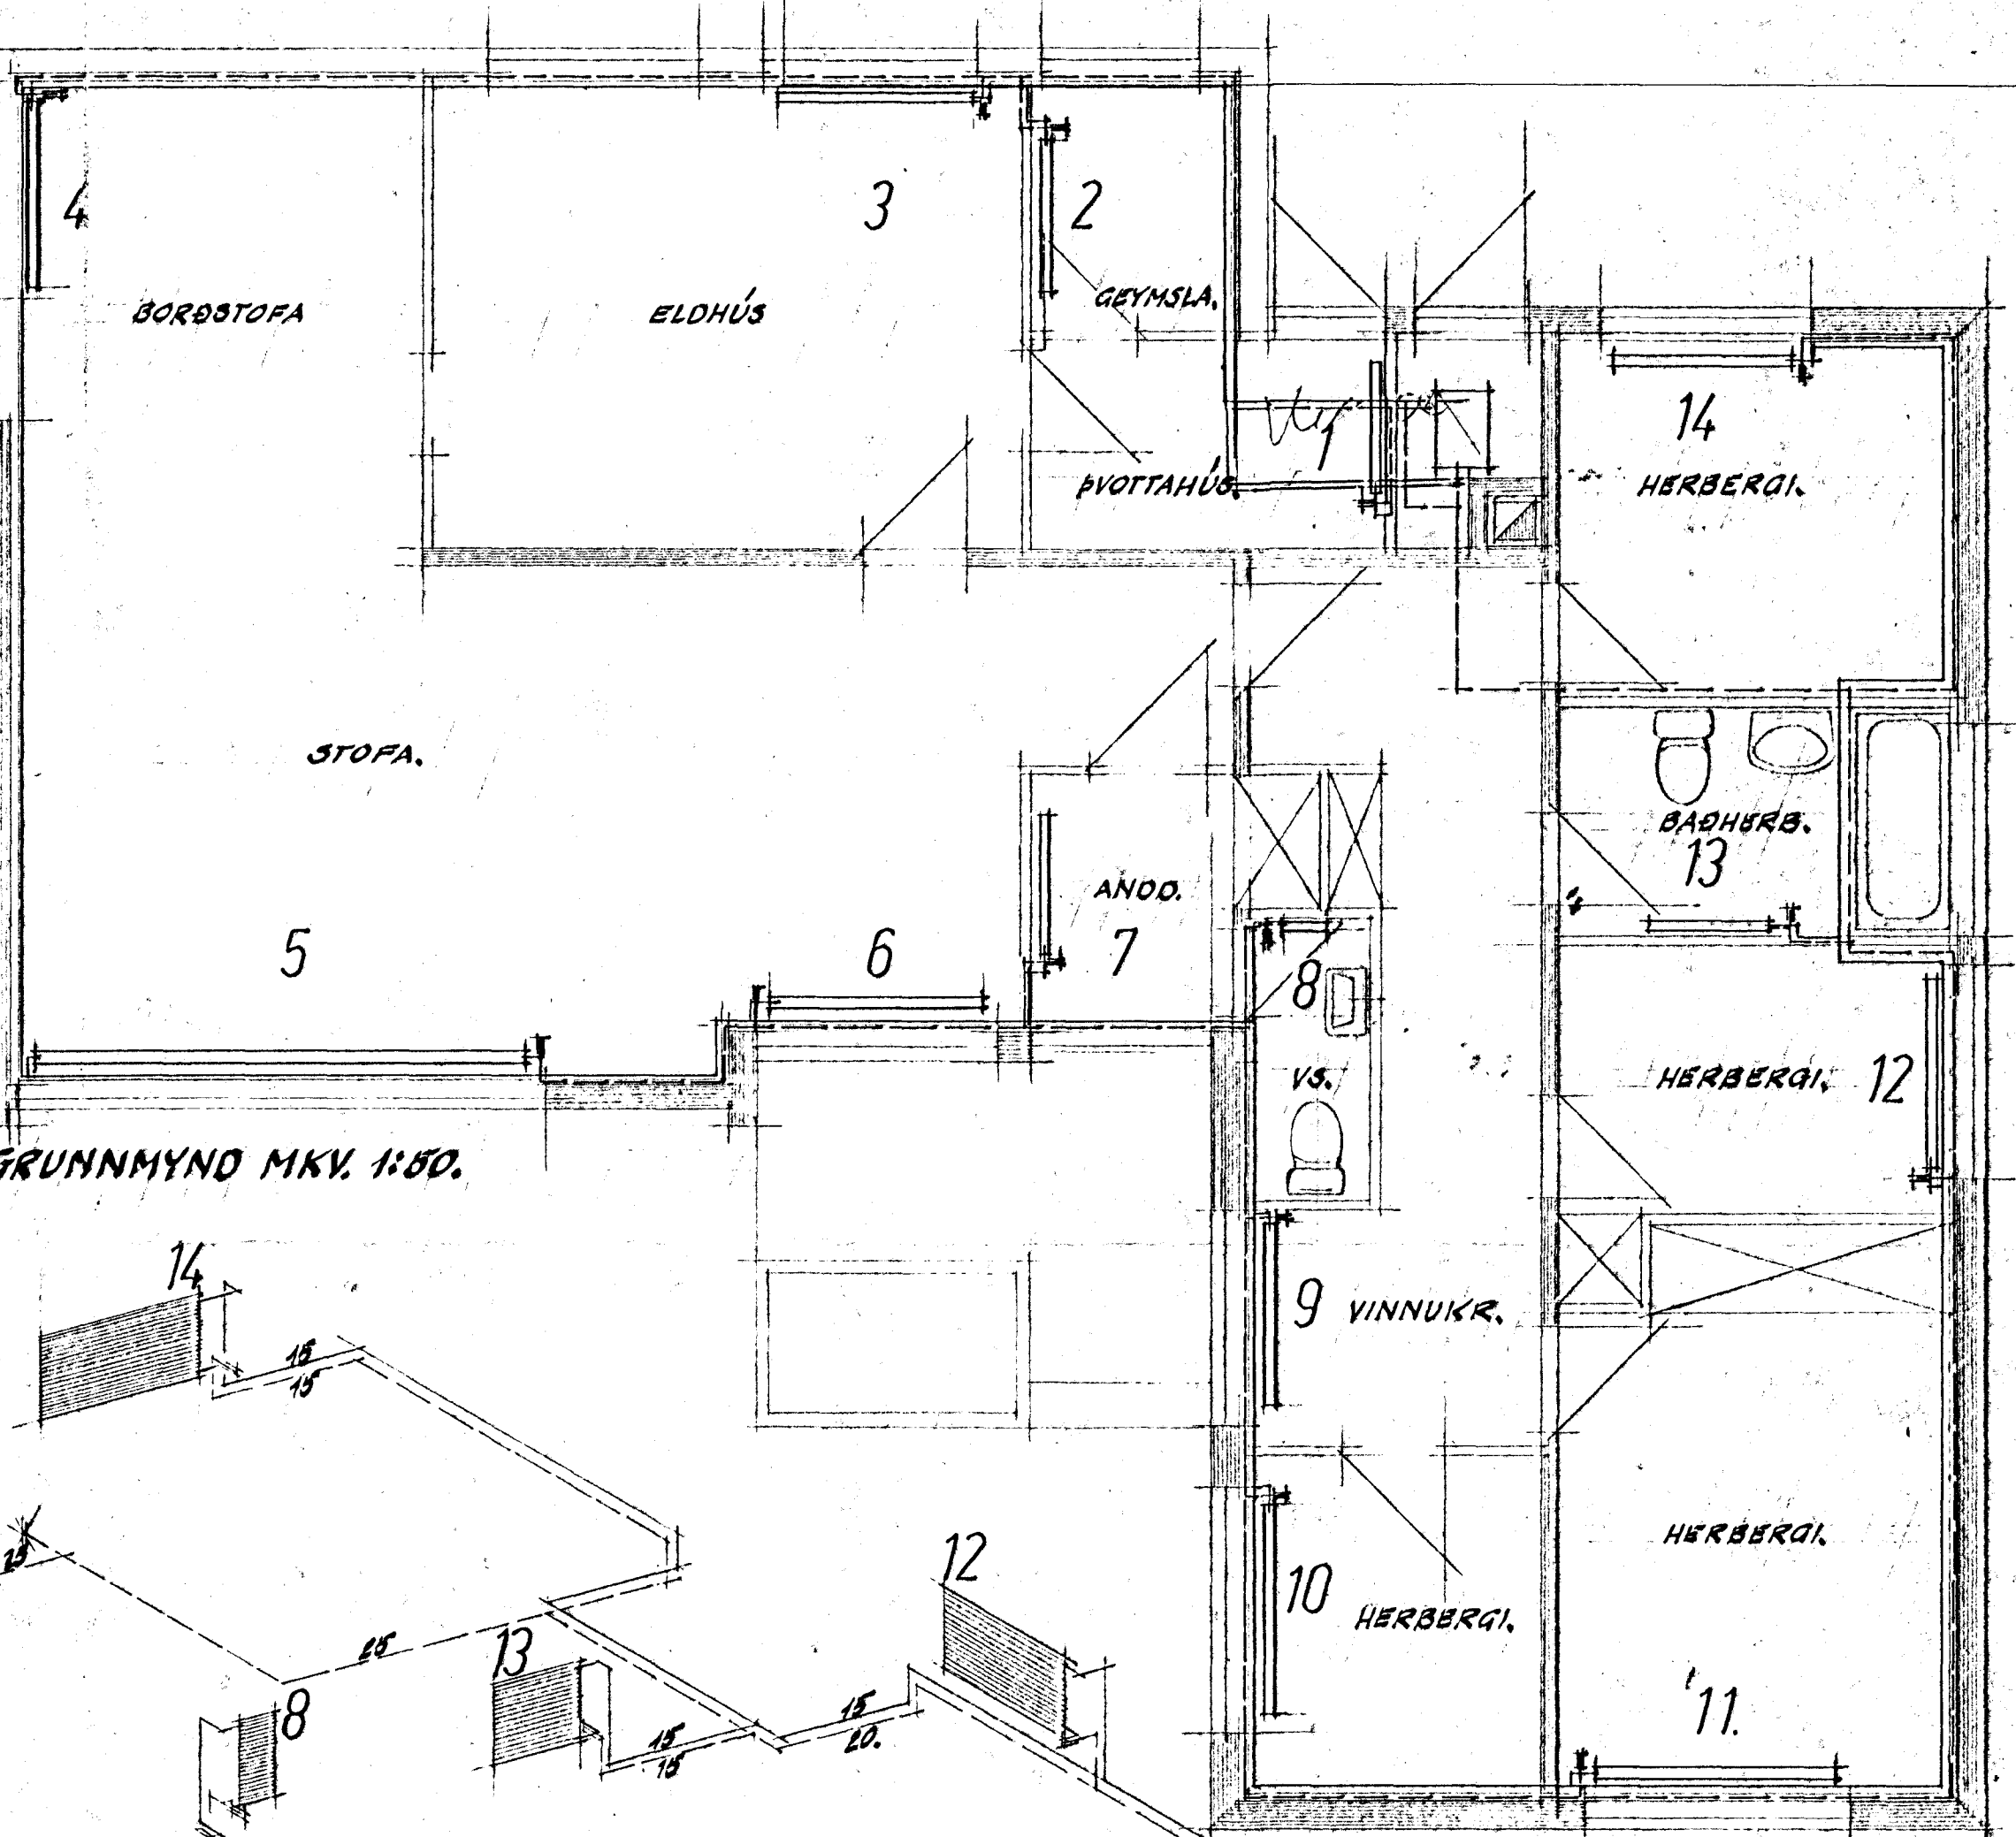 4
3
2
BORÐSTOFA
ELDHÚS
GEYMSLA.
1
14
ÞVOTTAHÚS.
HERBERGI.
STOFA.
BAÐHERB.
13
ANDD.
5
6
7
8
VS.
HERBERGI. 12
GRUNNMYND MKV. 1:50.
9 VINNUKR.
14
15
15
HERBERGI.
10
HERBERGI.
12
25
13
11.
8
15
20.
15
15